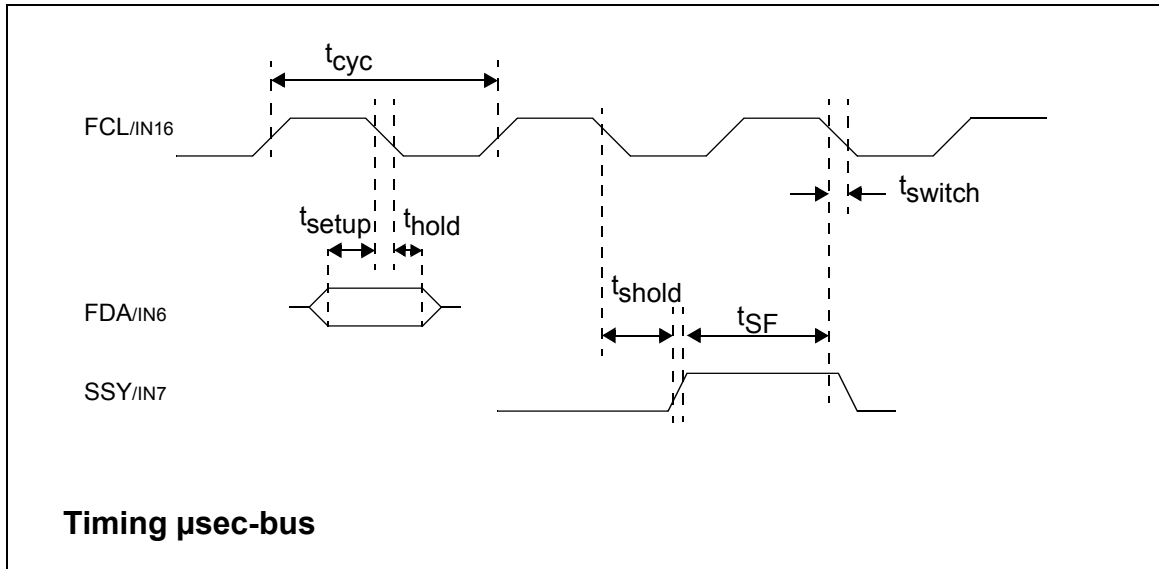 tcyc
FCL/IN16
tswitch
tsetup
thold
tshold
FDA/IN6
tSF
SSY/IN7
Timing µsec-bus